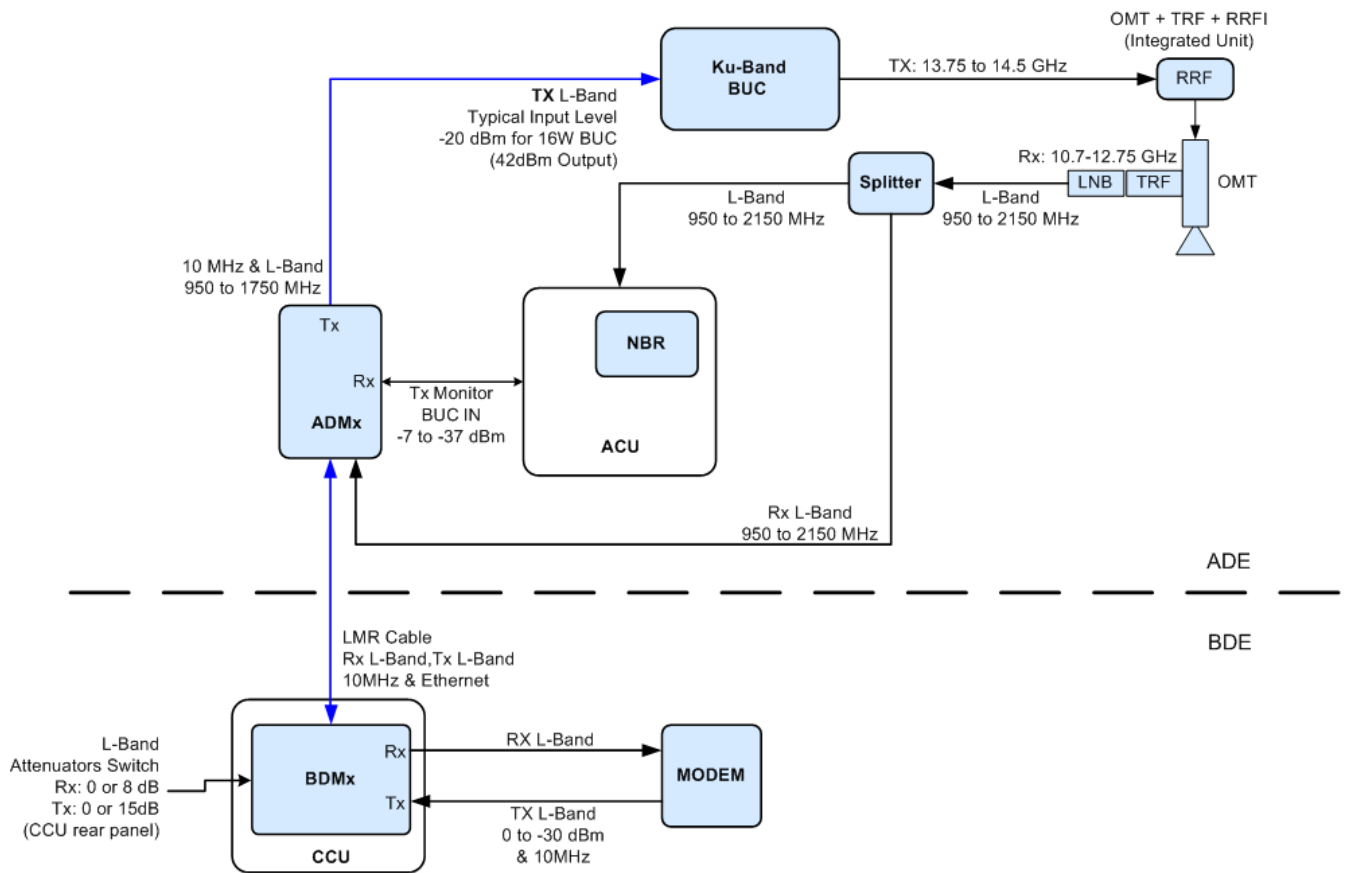 OMT + TRF + RRFI
(Integrated Unit)
Ku-Band
BUC
TX: 13.75 to 14.5 GHz
RRF
TX L-Band
Typical Input Level
-20 dBm for 16W BUC
(42dBm Output)
Rx: 10.7-12.75 GHz
LNB
TRF
OMT
Splitter
L-Band
950 to 2150 MHz
L-Band
950 to 2150 MHz
10 MHz & L-Band
950 to 1750 MHz
Tx
Rx
ADMx
Tx Monitor
BUC IN
-7 to -37 dBm
NBR
ACU
Rx L-Band
950 to 2150 MHz
ADE
BDE
LMR Cable
Rx L-Band,Tx L-Band
10MHz & Ethernet
L-Band
Attenuators Switch
Rx: 0 or 8 dB
Tx: 0 or 15dB
(CCU rear panel)
Rx
BDMx
Tx
CCU
RX L-Band
MODEM
TX L-Band
0 to -30 dBm
& 10MHz